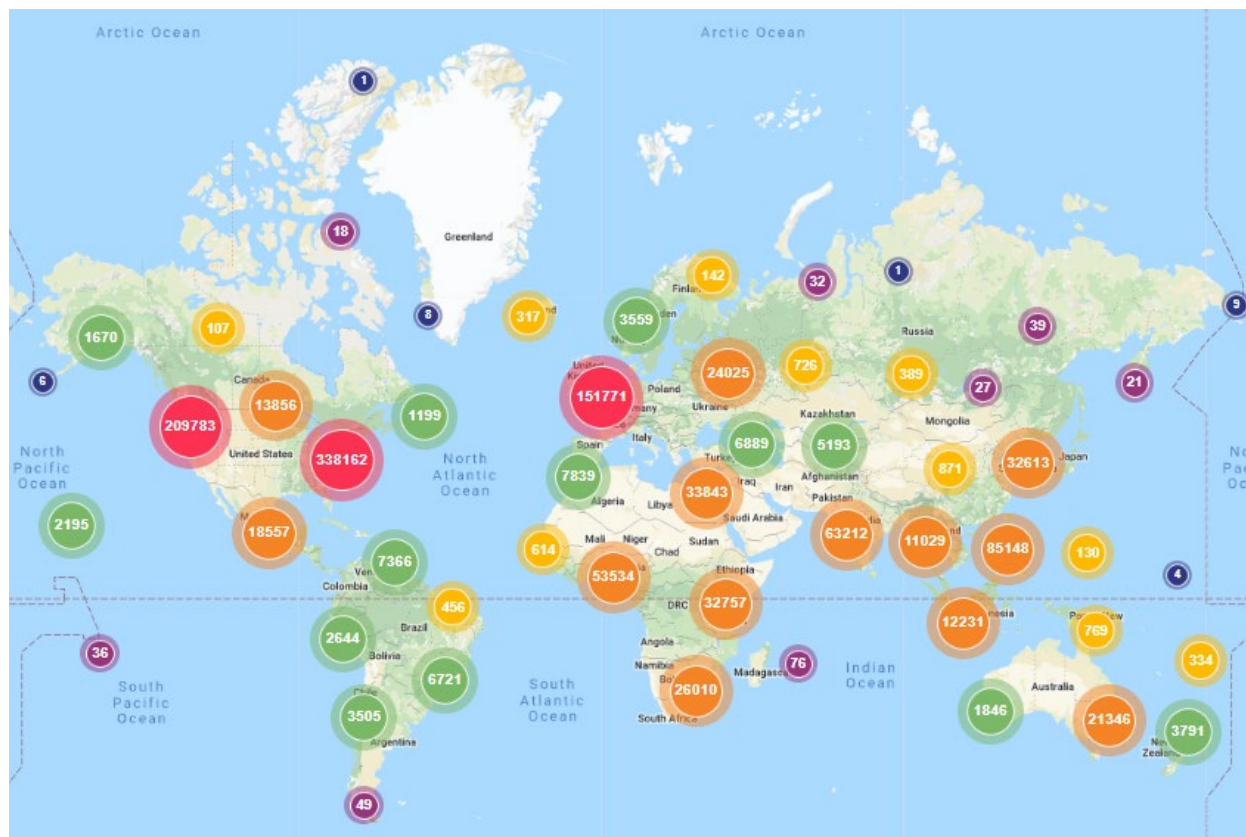 Arctic Ocean
Arctic Ocean
1
18
Greenland
142
Finland
32
1
9
8
317
3559
39
Russia
1670
107
6
Canada
13856
United
151771
Poland
24025
726
389
27
21
209783
1199
Ukraine
Kazakhstan
Mongolia
United States
338162
Spain
Italy
6889
5193
32613
Japan
North
Pacific
Ocean
North
Atlantic
Ocean
7839
Algeria
33843
Iraq
Iran
Afghanistan
Pakistan
871
2195
18557
Saudi Arabia
63212
11029
85148
130
614
Mali
Niger
Chad
Sudan
7366
Colombia
53534
Ethiopia
4
456
Brazil
DRC
32757
12231
769
2644
Bolivia
Angola
36
Namibia
Madagascar
76
Indian
Ocean
334
South
Pacific
Ocean
6721
South
Atlantic
Ocean
26010
South Africa
Australia
1846
3505
Argentina
21346
3791
New
Zealand
49